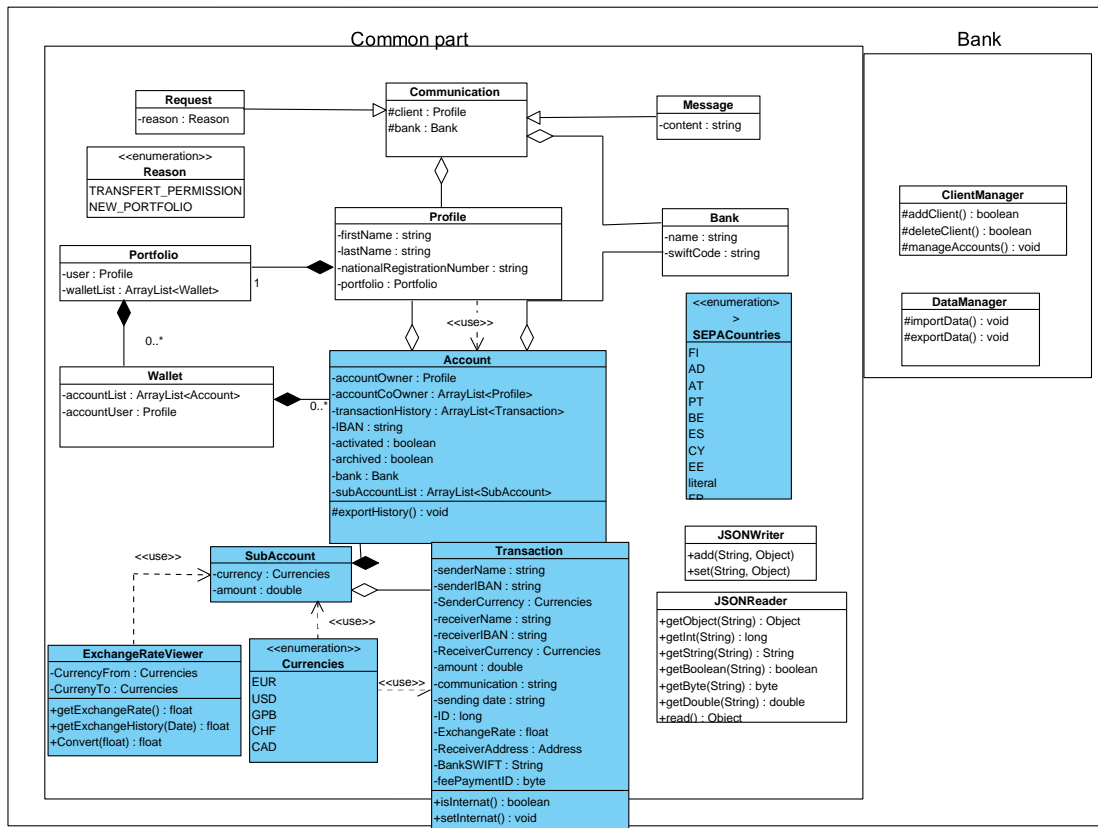 Common part
Bank
Request
-reason : Reason
Communication
#client : Profile
#bank : Bank
Message
-content : string
<<enumeration>>
Reason
TRANSFERT_PERMISSION
NEW_PORTFOLIO
Profile
-firstName : string
-lastName : string
-nationalRegistrationNumber : string
-portfolio : Portfolio
Bank
-name : string
-swiftCode : string
ClientManager
#addClient() : boolean
#deleteClient() : boolean
#manageAccounts() : void
Portfolio
-user : Profile
-walletList : ArrayList<Wallet>
1
0..*
<<use>>
<<enumeration>
>
SEPACountries
FI
AD
AT
PT
BE
ES
CY
EE
literal
FR
DataManager
#importData() : void
#exportData() : void
Wallet
-accountList : ArrayList<Account>
-accountUser : Profile
0..*
Account
-accountOwner : Profile
-accountCoOwner : ArrayList<Profile>
-transactionHistory : ArrayList<Transaction>
-IBAN : string
-activated : boolean
-archived : boolean
-bank : Bank
-subAccountList : ArrayList<SubAccount>
#exportHistory() : void
JSONWriter
+add(String, Object)
+set(String, Object)
<<use>>
SubAccount
-currency : Currencies
-amount : double
Transaction
-senderName : string
-senderIBAN : string
-SenderCurrency : Currencies
-receiverName : string
-receiverIBAN : string
-ReceiverCurrency : Currencies
-amount : double
-communication : string
-sending date : string
-ID : long
-ExchangeRate : float
-ReceiverAddress : Address
-BankSWIFT : String
-feePaymentID : byte
+isInternat() : boolean
+setInternat() : void
JSONReader
+getObject(String) : Object
+getInt(String) : long
+getString(String) : String
+getBoolean(String) : boolean
+getByte(String) : byte
+getDouble(String) : double
+read() : Object
<<use>>
ExchangeRateViewer
-CurrencyFrom : Currencies
-CurrenyTo : Currencies
+getExchangeRate() : float
+getExchangeHistory(Date) : float
+Convert(float) : float
<<enumeration>>
Currencies
EUR
USD
GPB
CHF
CAD
<<use>>